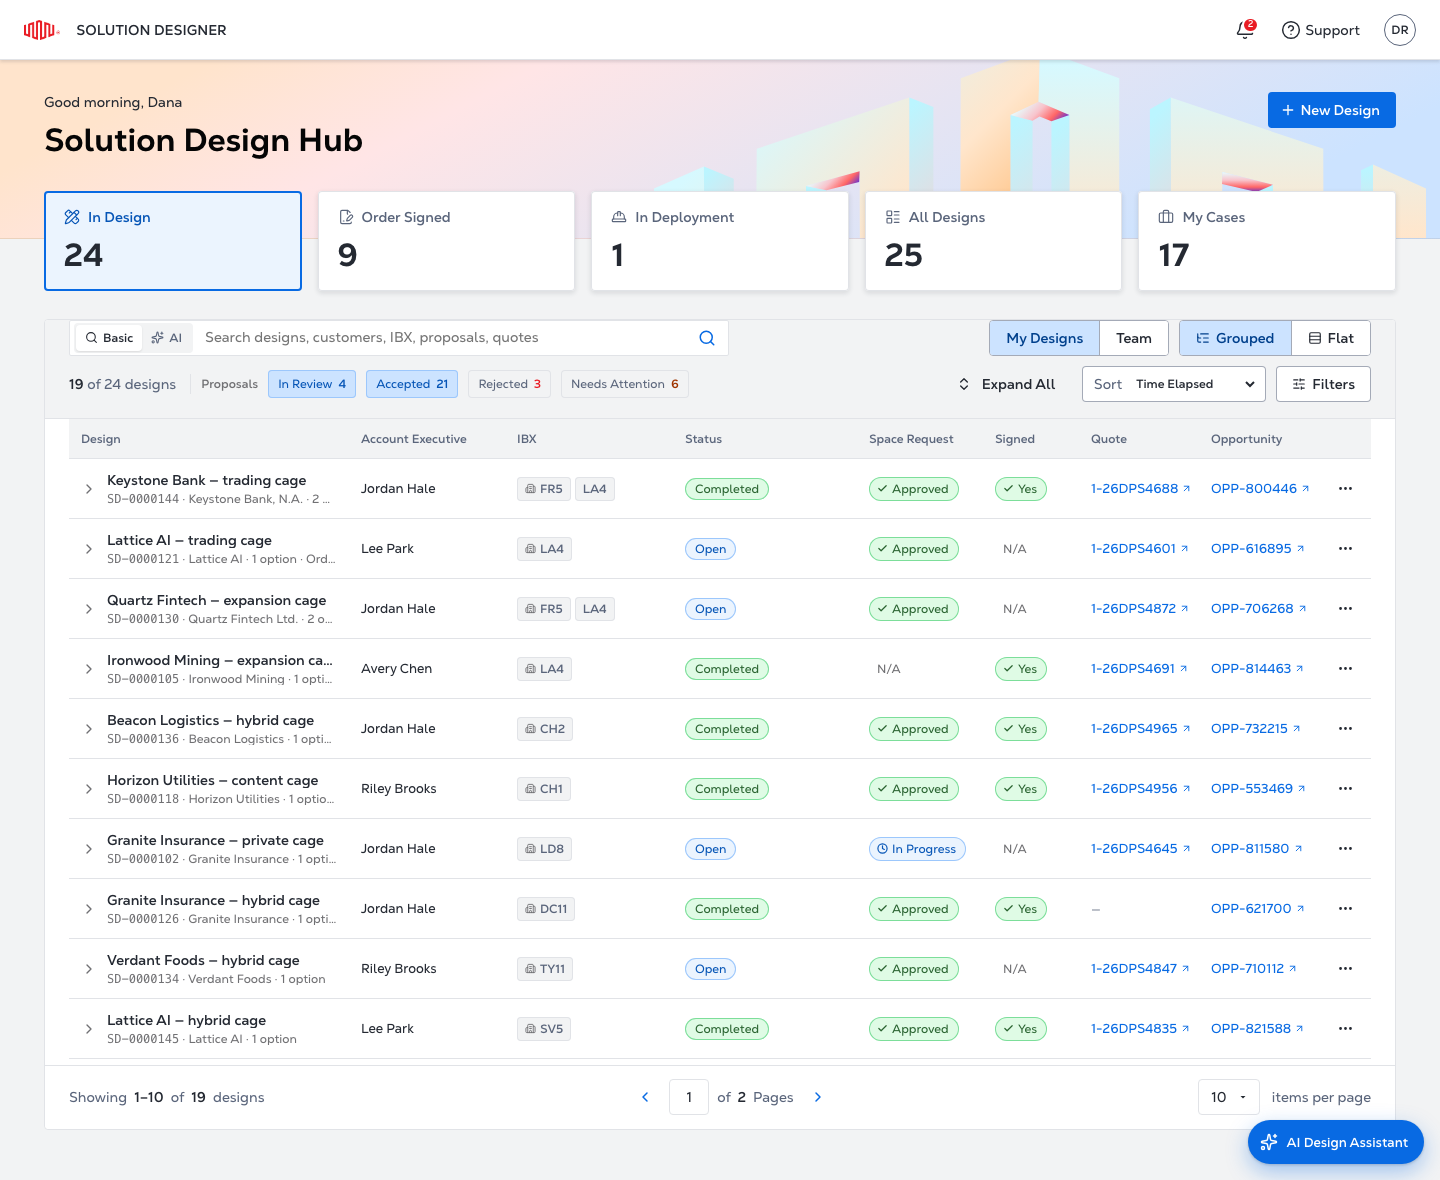 SOLUTION DESIGNER
2
Support
DR
Good morning, Dana
Solution Design Hub
+ New Design
In Design
24
Order Signed
9
In Deployment
1
All Designs
25
My Cases
17
Basic
AI
Search designs, customers, IBX, proposals, quotes
My Designs
Team
Grouped
Flat
19 of 24 designs
Proposals
In Review 4
Accepted 21
Rejected 3
Needs Attention 6
Expand All
Sort Time Elapsed
Filters
Design Account Executive IBX Status Space Request Signed Quote Opportunity
Keystone Bank – trading cage
SD-0000144 · Keystone Bank, N.A. · 2 ...
Jordan Hale FR5 LA4 Completed Approved Yes 1-26DPS4688 OPP-800446
Lattice AI – trading cage
SD-0000121 · Lattice AI · 1 option · Ord...
Lee Park LA4 Open Approved N/A 1-26DPS4601 OPP-616895
Quartz Fintech – expansion cage
SD-0000130 · Quartz Fintech Ltd. · 2 o...
Jordan Hale FR5 LA4 Open Approved N/A 1-26DPS4872 OPP-706268
Ironwood Mining – expansion ca...
SD-0000105 · Ironwood Mining · 1 opti...
Avery Chen LA4 Completed N/A Yes 1-26DPS4691 OPP-814463
Beacon Logistics – hybrid cage
SD-0000136 · Beacon Logistics · 1 opti...
Jordan Hale CH2 Completed Approved Yes 1-26DPS4965 OPP-732215
Horizon Utilities – content cage
SD-0000118 · Horizon Utilities · 1 optio...
Riley Brooks CH1 Completed Approved Yes 1-26DPS4956 OPP-553469
Granite Insurance – private cage
SD-0000102 · Granite Insurance · 1 opti...
Jordan Hale LD8 Open In Progress N/A 1-26DPS4645 OPP-811580
Granite Insurance – hybrid cage
SD-0000126 · Granite Insurance · 1 opti...
Jordan Hale DC11 Completed Approved Yes – OPP-621700
Verdant Foods – hybrid cage
SD-0000134 · Verdant Foods · 1 option
Riley Brooks TY11 Open Approved N/A 1-26DPS4847 OPP-710112
Lattice AI – hybrid cage
SD-0000145 · Lattice AI · 1 option
Lee Park SV5 Completed Approved Yes 1-26DPS4835 OPP-821588
Showing 1–10 of 19 designs
1 of 2 Pages
10 items per page
AI Design Assistant